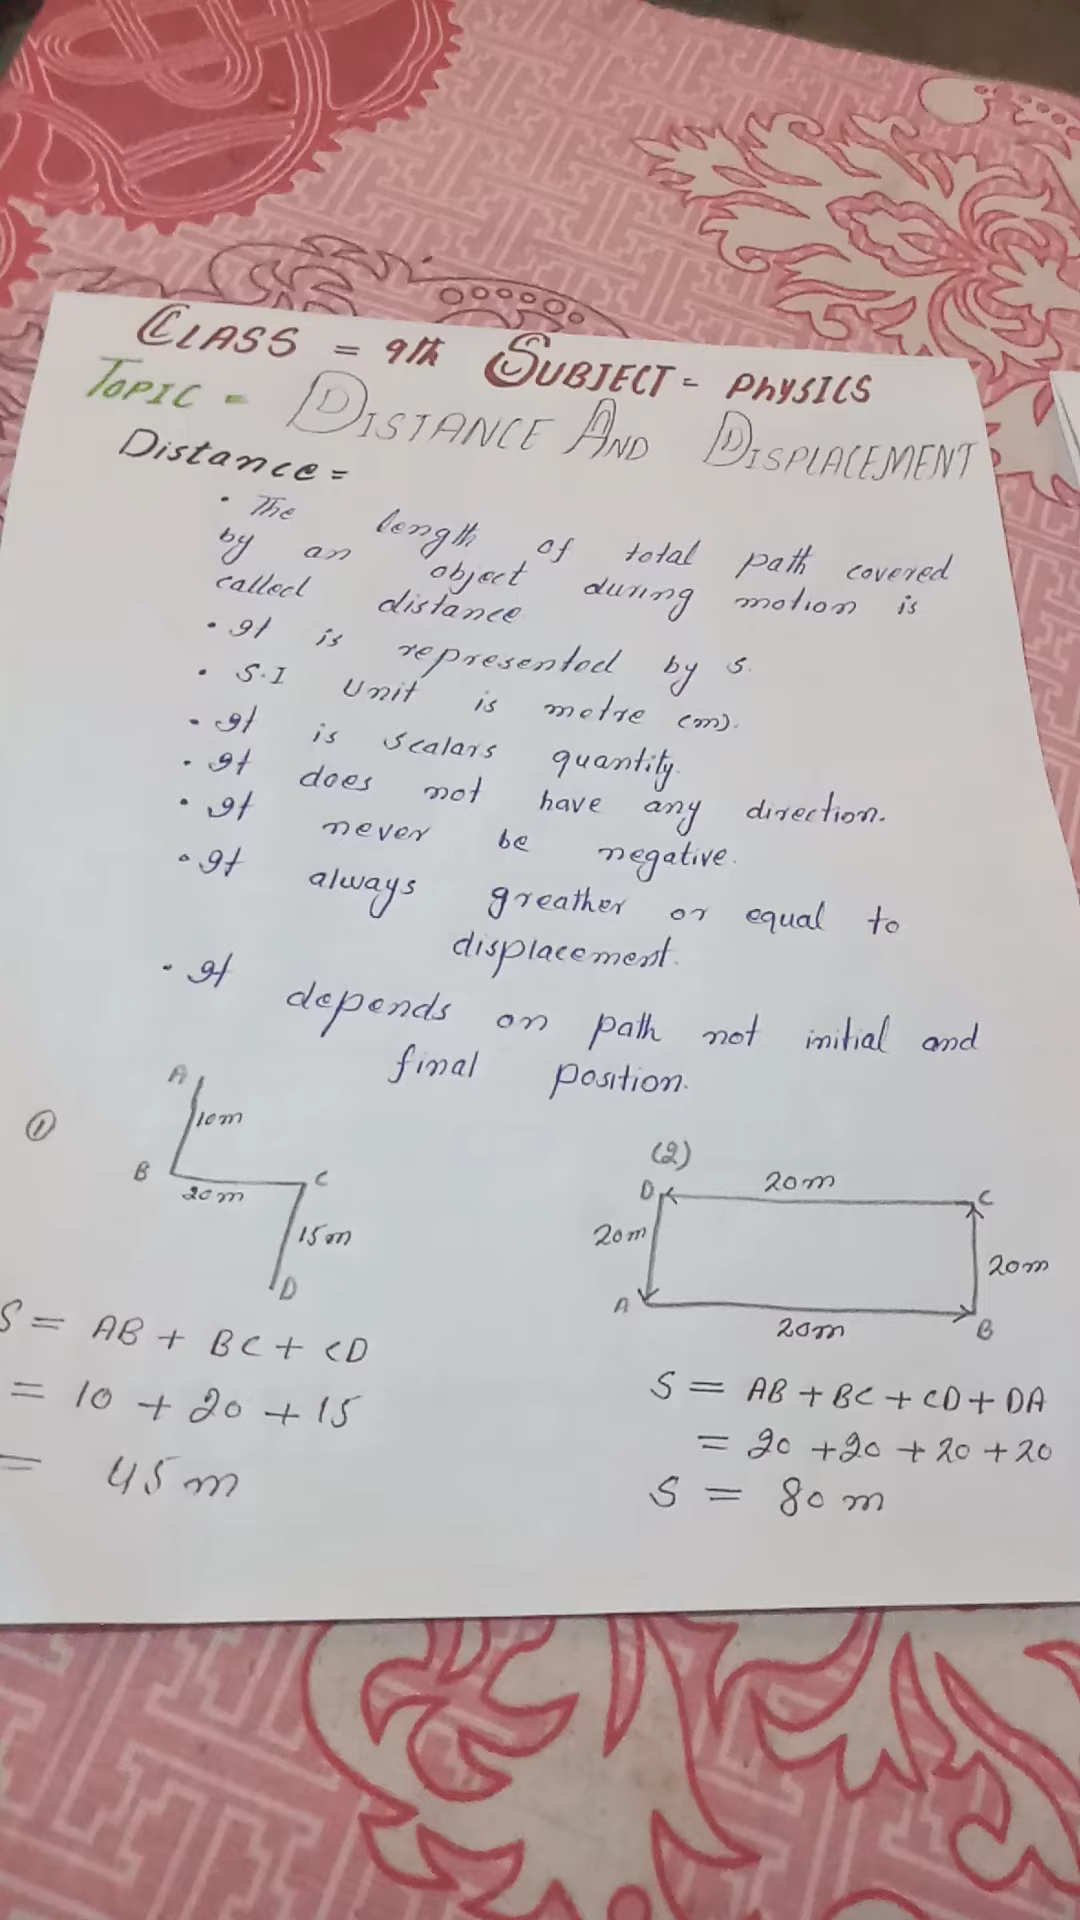 CLASS = 9th SUBJECT = PHYSICS
TOPIC = DISTANCE AND DISPLACEMENT
Distance =
• The length of total path covered
by an object during motion is
called distance
• It is represented by s.
• S.I Unit is metre (m).
• It is scalars quantity.
• It does not have any direction.
• It never be negative.
• It always greather or equal to
displacement.
• It depends on path not initial and
final position.
①
A
10m
B
20m
C
15m
D
S = AB + BC + CD
= 10 + 20 + 15
= 45 m
(2)
D
20m
C
20m
20m
A
20m
B
S = AB + BC + CD + DA
= 20 + 20 + 20 + 20
S = 80 m